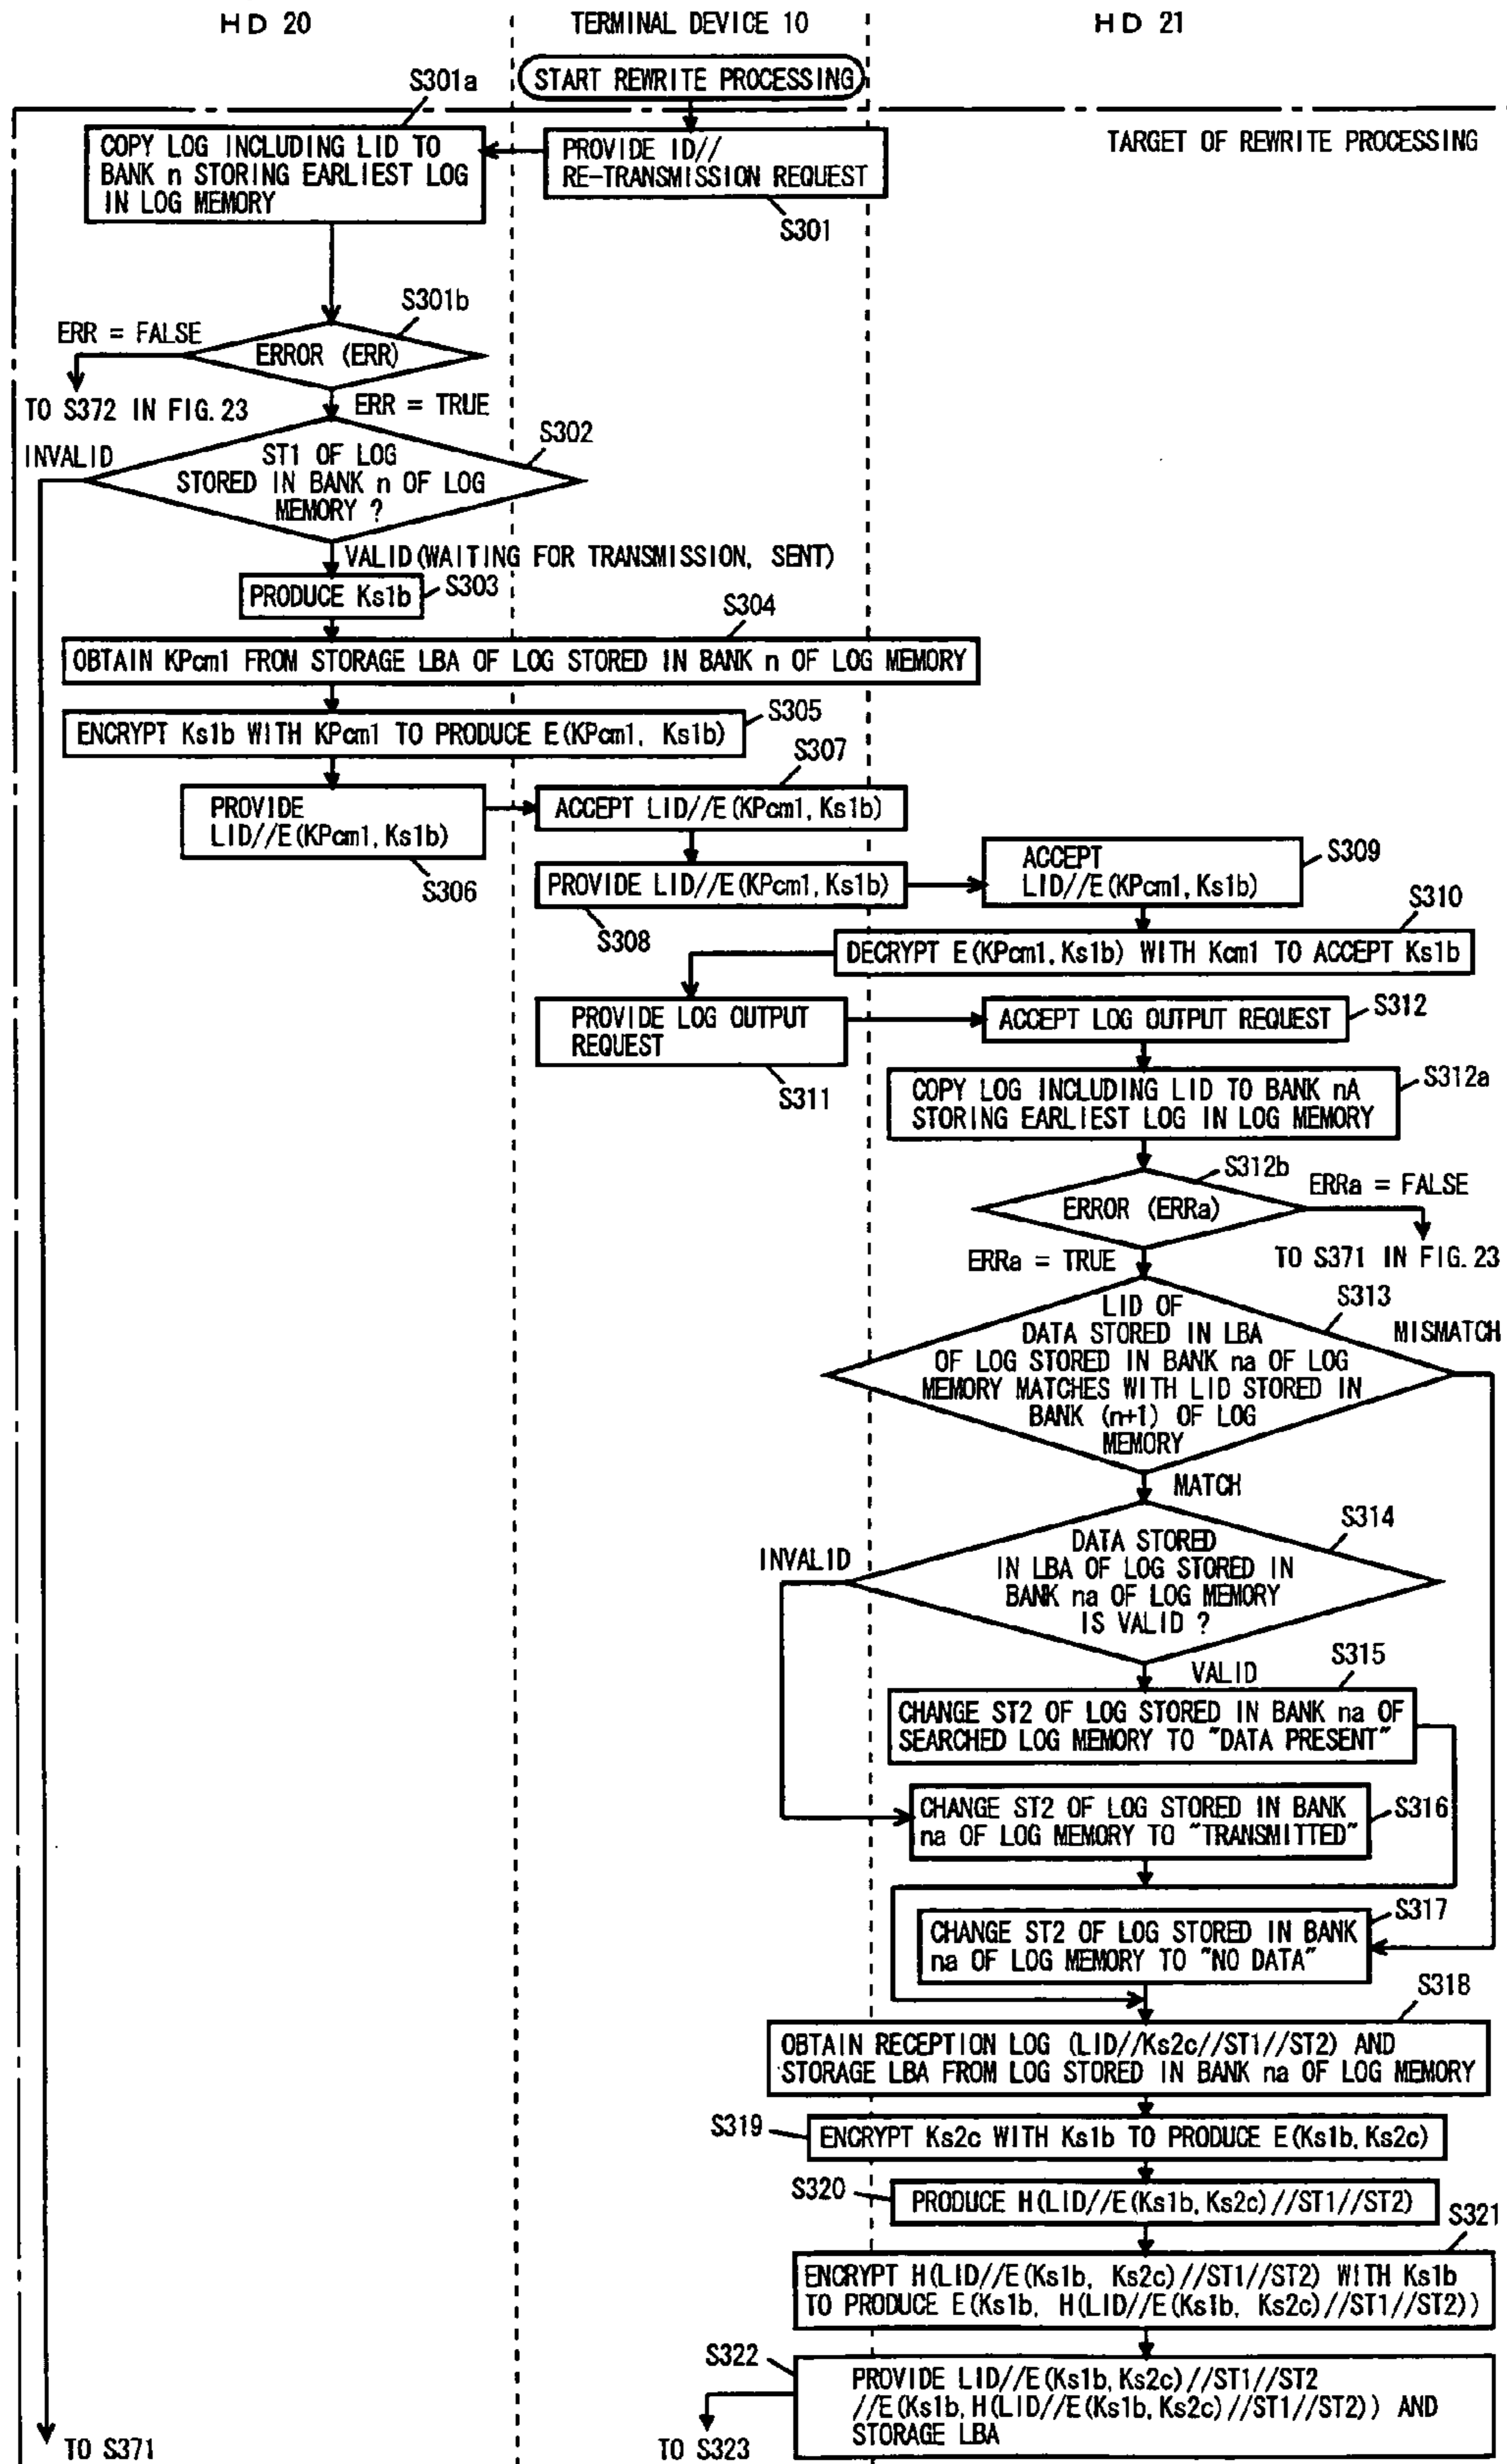 HD 20
TERMINAL DEVICE 10
HD 21
START REWRITE PROCESSING
TARGET OF REWRITE PROCESSING
S301a
COPY LOG INCLUDING LID TO
BANK n STORING EARLIEST LOG
IN LOG MEMORY
PROVIDE ID//
RE-TRANSMISSION REQUEST
S301
S301b
ERR = FALSE
ERROR (ERR)
TO S372 IN FIG.23
ERR = TRUE
S302
INVALID
ST1 OF LOG
STORED IN BANK n OF LOG
MEMORY ?
VALID(WAITING FOR TRANSMISSION, SENT)
PRODUCE Ks1b
S303
S304
OBTAIN KPcm1 FROM STORAGE LBA OF LOG STORED IN BANK n OF LOG MEMORY
S305
ENCRYPT Ks1b WITH KPcm1 TO PRODUCE E(KPcm1, Ks1b)
S307
PROVIDE
LID//E(KPcm1,Ks1b)
S306
ACCEPT LID//E(KPcm1,Ks1b)
PROVIDE LID//E(KPcm1,Ks1b)
S308
ACCEPT
LID//E(KPcm1,Ks1b)
S309
S310
DECRYPT E(KPcm1,Ks1b) WITH Kcm1 TO ACCEPT Ks1b
PROVIDE LOG OUTPUT
REQUEST
S311
ACCEPT LOG OUTPUT REQUEST
S312
COPY LOG INCLUDING LID TO BANK nA
STORING EARLIEST LOG IN LOG MEMORY
S312a
S312b
ERROR (ERRa)
ERRa = FALSE
TO S371 IN FIG.23
ERRa = TRUE
S313
LID OF
DATA STORED IN LBA
OF LOG STORED IN BANK na OF LOG
MEMORY MATCHES WITH LID STORED IN
BANK (n+1) OF LOG
MEMORY
MISMATCH
MATCH
S314
INVALID
DATA STORED
IN LBA OF LOG STORED IN
BANK na OF LOG MEMORY
IS VALID ?
VALID
S315
CHANGE ST2 OF LOG STORED IN BANK na OF
SEARCHED LOG MEMORY TO "DATA PRESENT"
CHANGE ST2 OF LOG STORED IN BANK
na OF LOG MEMORY TO "TRANSMITTED"
S316
S317
CHANGE ST2 OF LOG STORED IN BANK
na OF LOG MEMORY TO "NO DATA"
S318
OBTAIN RECEPTION LOG (LID//Ks2c//ST1//ST2) AND
STORAGE LBA FROM LOG STORED IN BANK na OF LOG MEMORY
S319
ENCRYPT Ks2c WITH Ks1b TO PRODUCE E(Ks1b,Ks2c)
S320
PRODUCE H(LID//E(Ks1b,Ks2c)//ST1//ST2)
S321
ENCRYPT H(LID//E(Ks1b, Ks2c)//ST1//ST2) WITH Ks1b
TO PRODUCE E(Ks1b, H(LID//E(Ks1b, Ks2c)//ST1//ST2))
S322
PROVIDE LID//E(Ks1b,Ks2c)//ST1//ST2
//E(Ks1b,H(LID//E(Ks1b,Ks2c)//ST1//ST2)) AND
STORAGE LBA
TO S371
TO S323